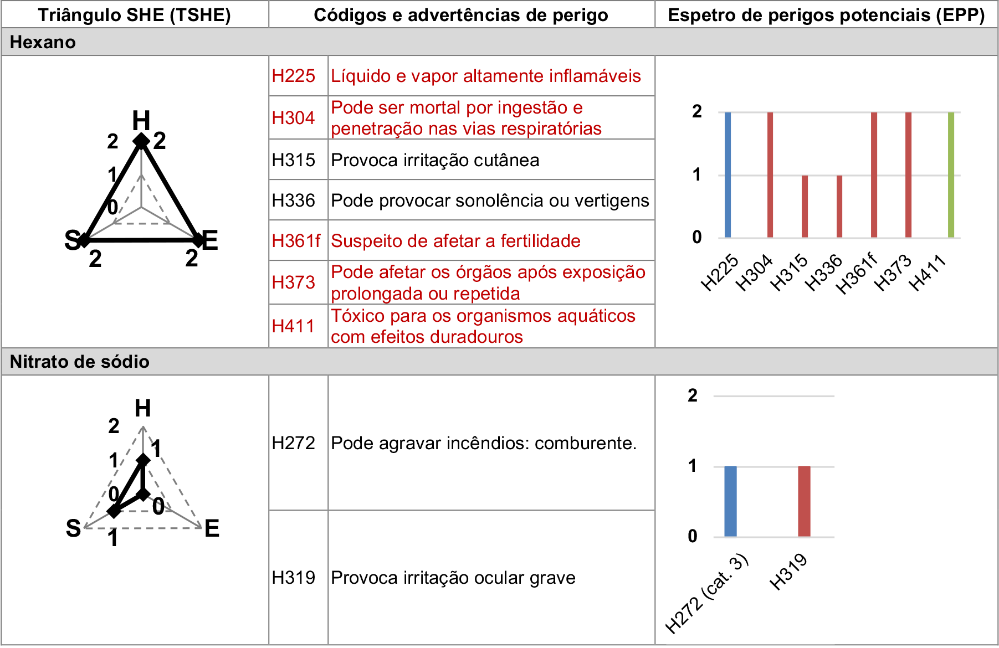 Triângulo SHE (TSHE) Códigos e advertências de perigo Espetro de perigos potenciais (EPP)
Hexano
H
2 2
1
0
S E
2 2
H225 Líquido e vapor altamente inflamáveis
H304 Pode ser mortal por ingestão e
penetração nas vias respiratórias
H315 Provoca irritação cutânea
H336 Pode provocar sonolência ou vertigens
H361f Suspeito de afetar a fertilidade
H373 Pode afetar os órgãos após exposição
prolongada ou repetida
H411 Tóxico para os organismos aquáticos
com efeitos duradouros
2
1
0
H225 H304 H315 H336 H361f H373 H411
Nitrato de sódio
H
2
1 1
0 0
S E
1
H272 Pode agravar incêndios: comburente.
H319 Provoca irritação ocular grave
2
1
0
H272 (cat. 3) H319